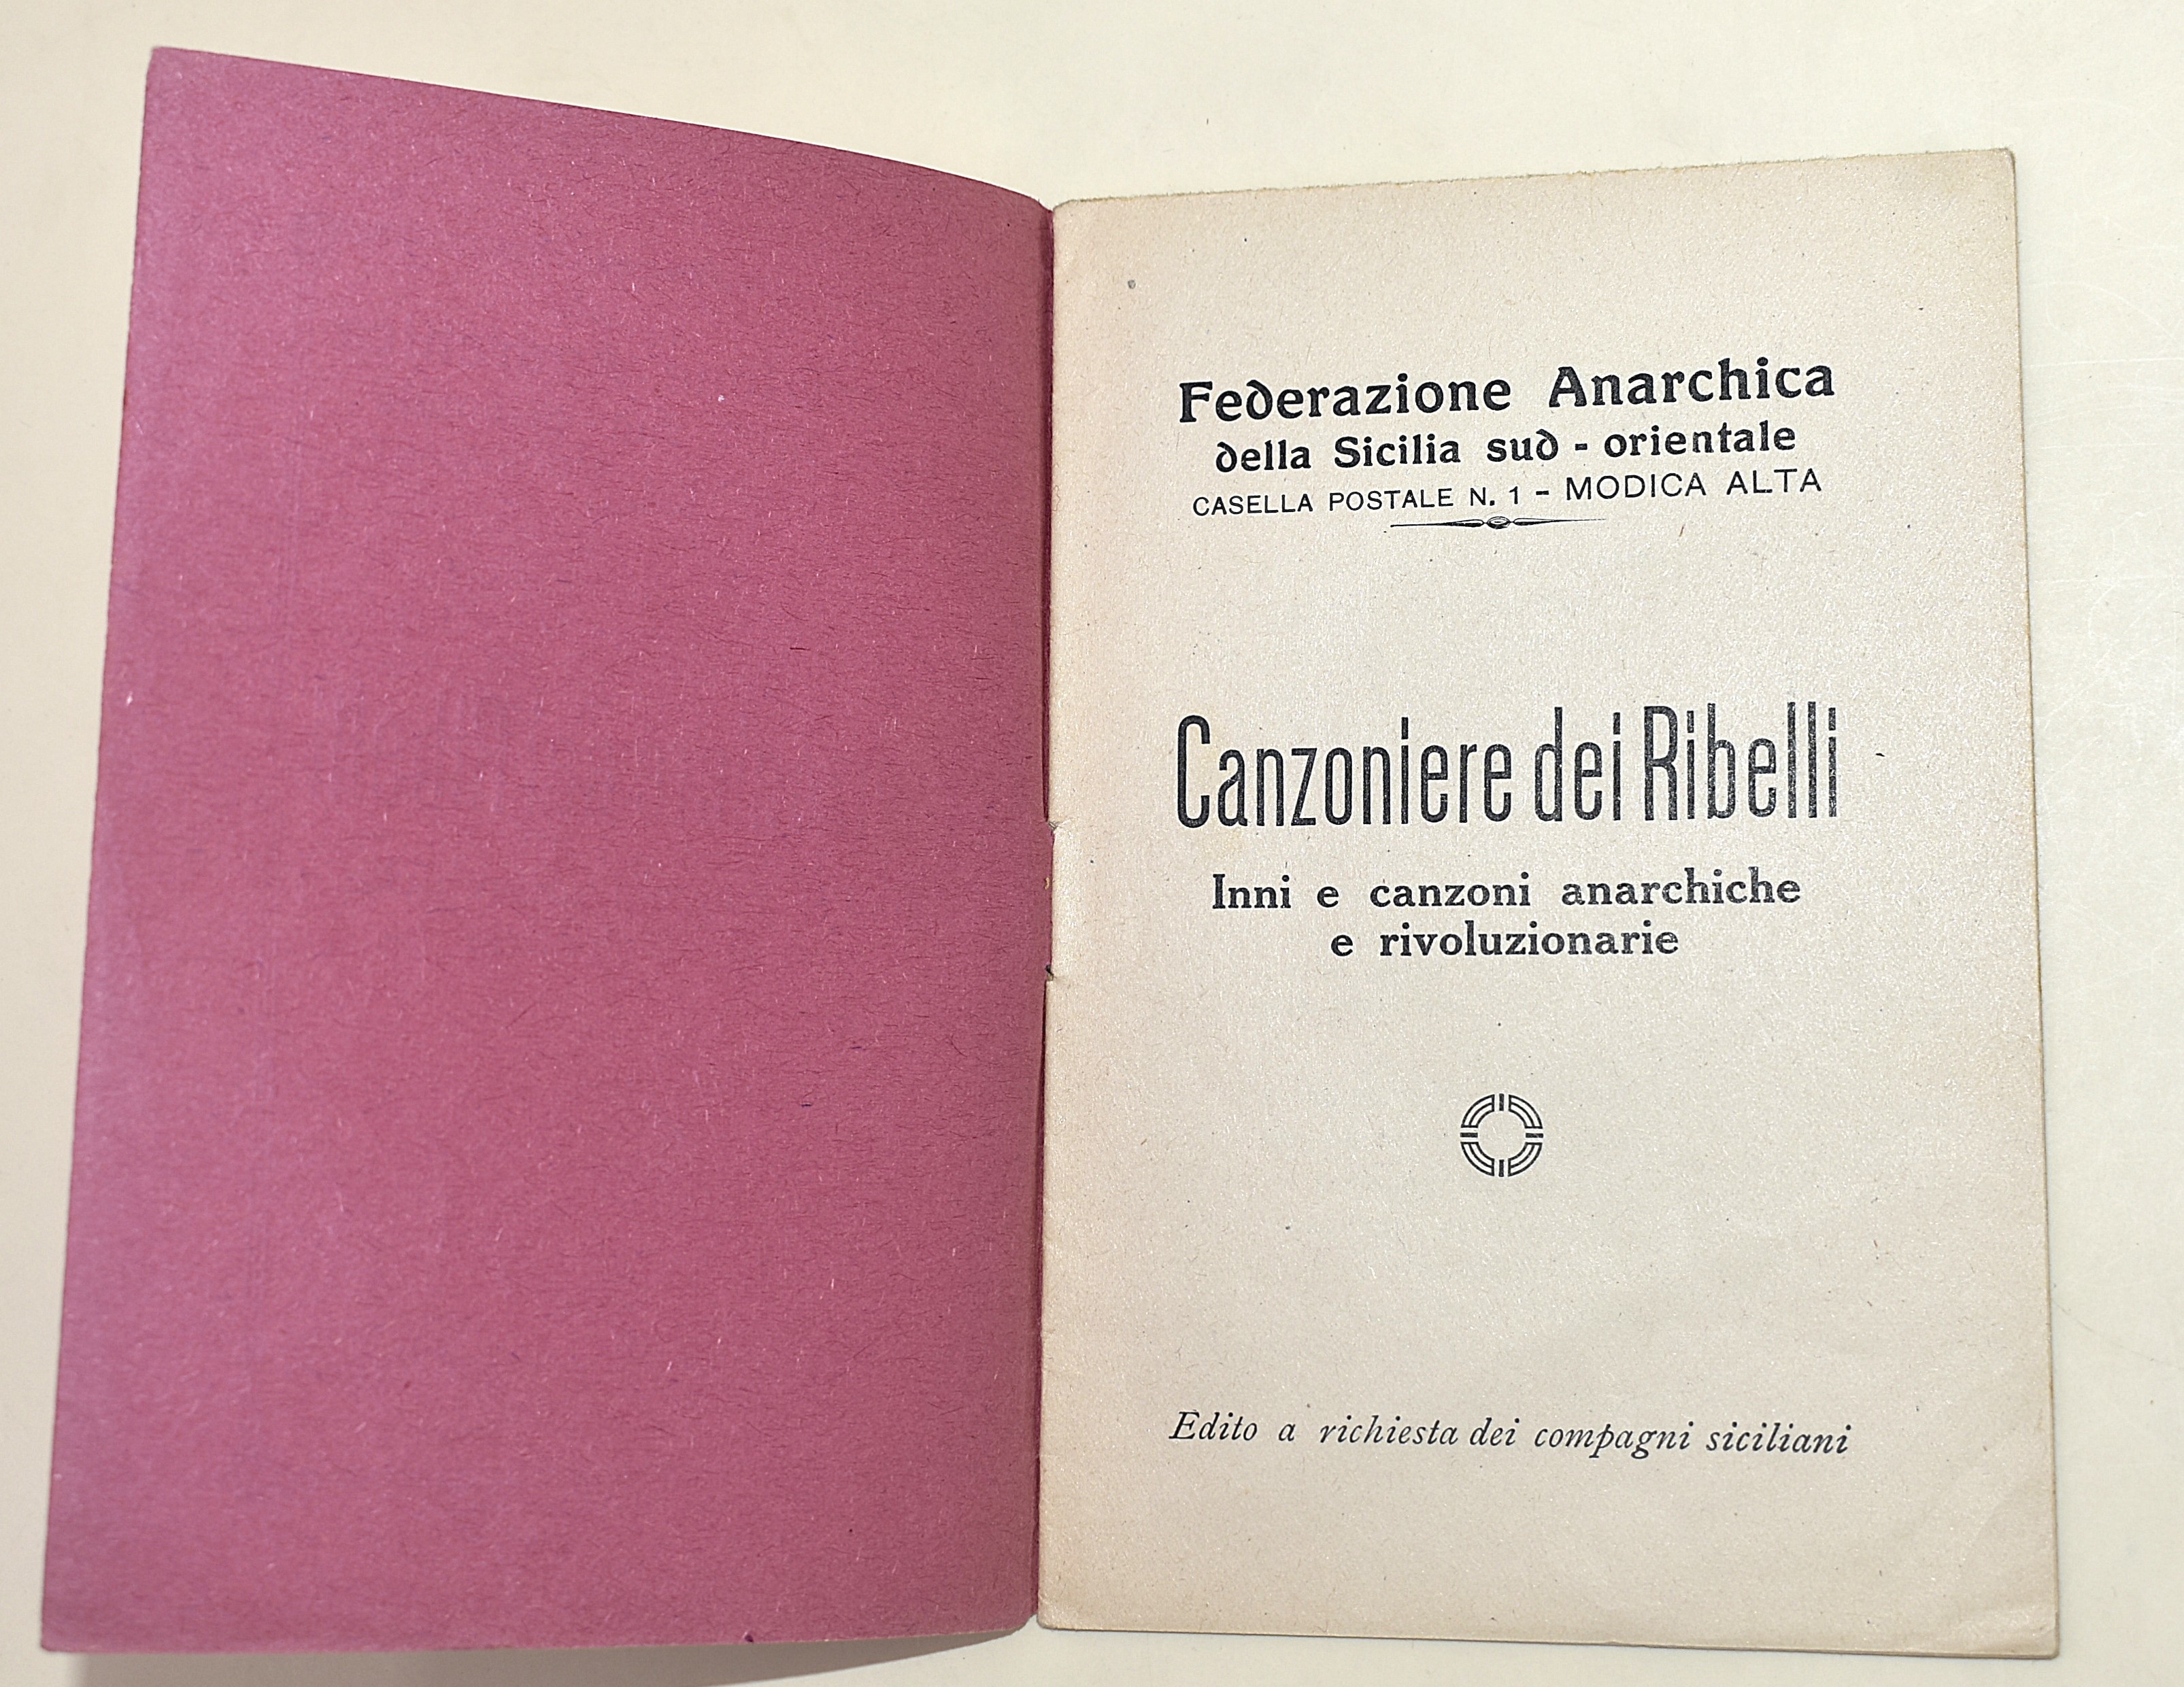 Federazione Anarchica
della Sicilia sud - orientale
CASELLA POSTALE N. 1 - MODICA ALTA
Canzoniere dei Ribelli
Inni e canzoni anarchiche
e rivoluzionarie
Edito a richiesta dei compagni siciliani